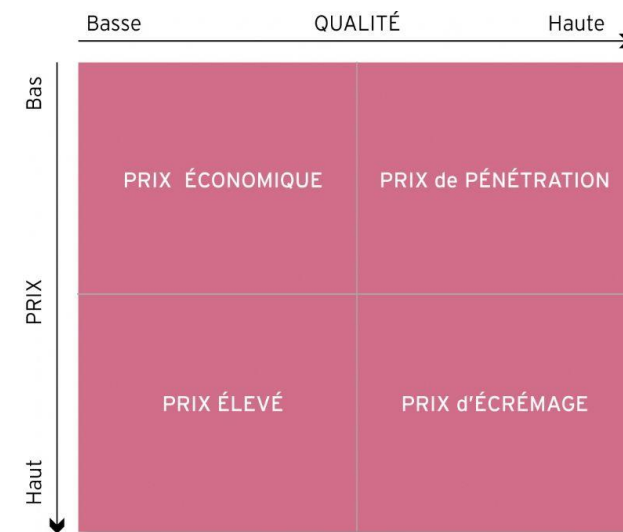 Basse QUALITÉ Haute
Bas
PRIX ÉCONOMIQUE PRIX de PÉNÉTRATION
PRIX
PRIX ÉLEVÉ PRIX d'ÉCRÉMAGE
Haut